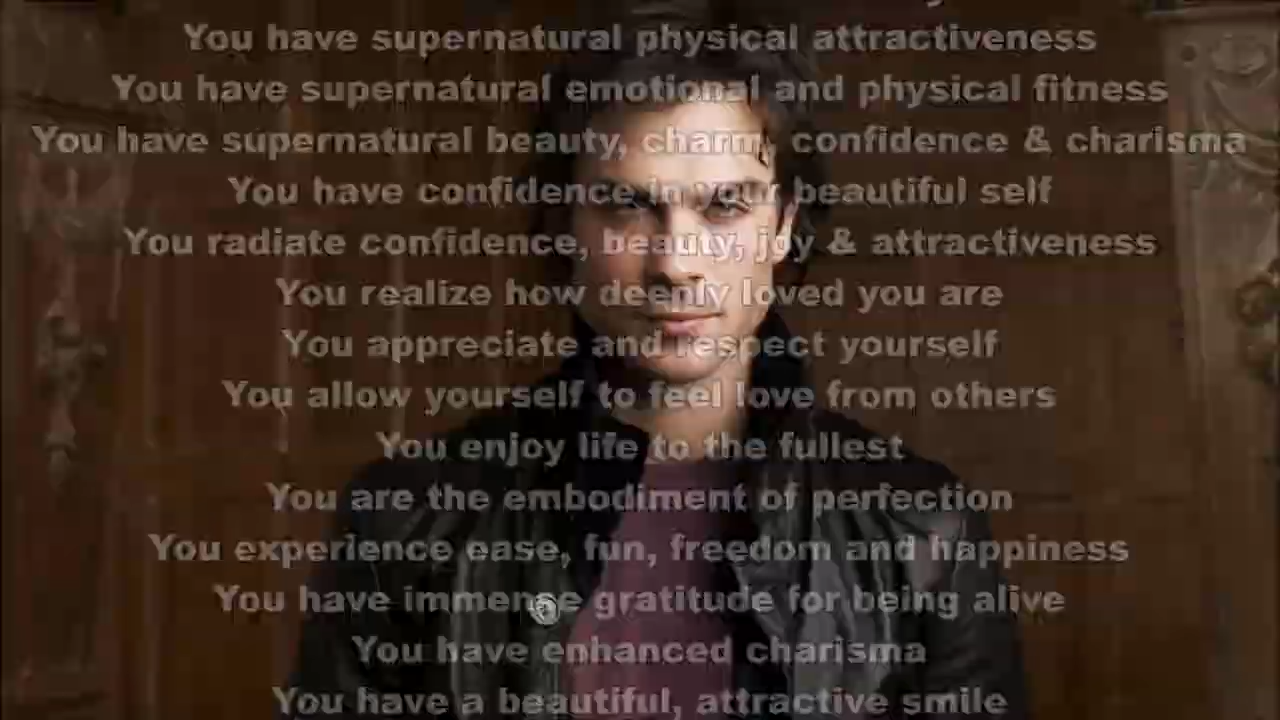 You have supernatural physical attractiveness
You have supernatural emotional and physical fitness
You have supernatural beauty, charm, confidence & charisma
You have confidence in your beautiful self
You radiate confidence, beauty, joy & attractiveness
You realize how deeply loved you are
You appreciate and respect yourself
You allow yourself to feel love from others
You enjoy life to the fullest
You are the embodiment of perfection
You experience ease, fun, freedom and happiness
You have immense gratitude for being alive
You have enhanced charisma
You have a beautiful, attractive smile